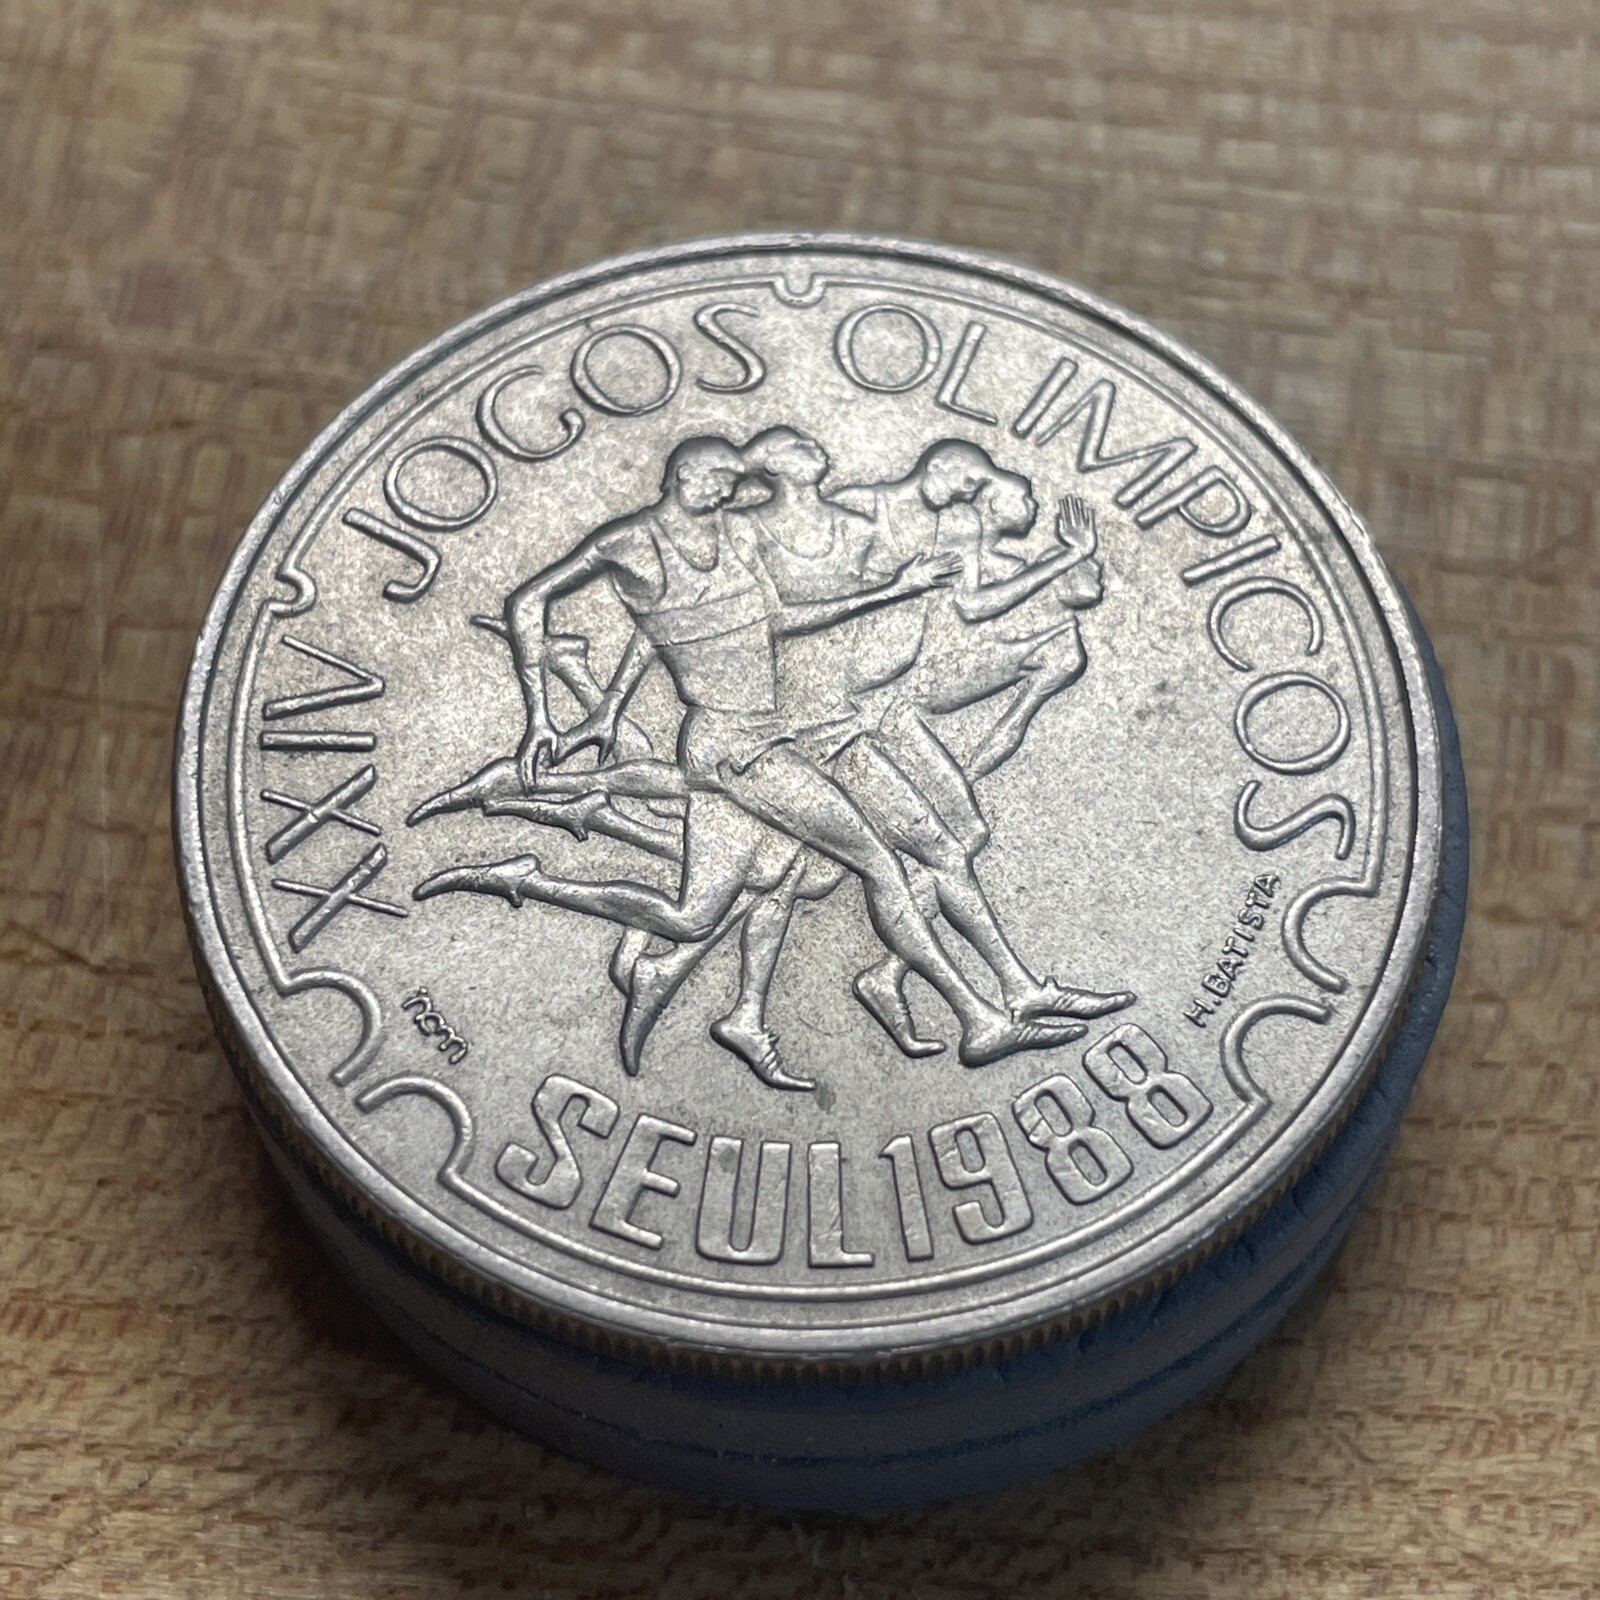 XXIV JOGOS OLIMPICOS
H.BATISTA
incm
SEUL 1988